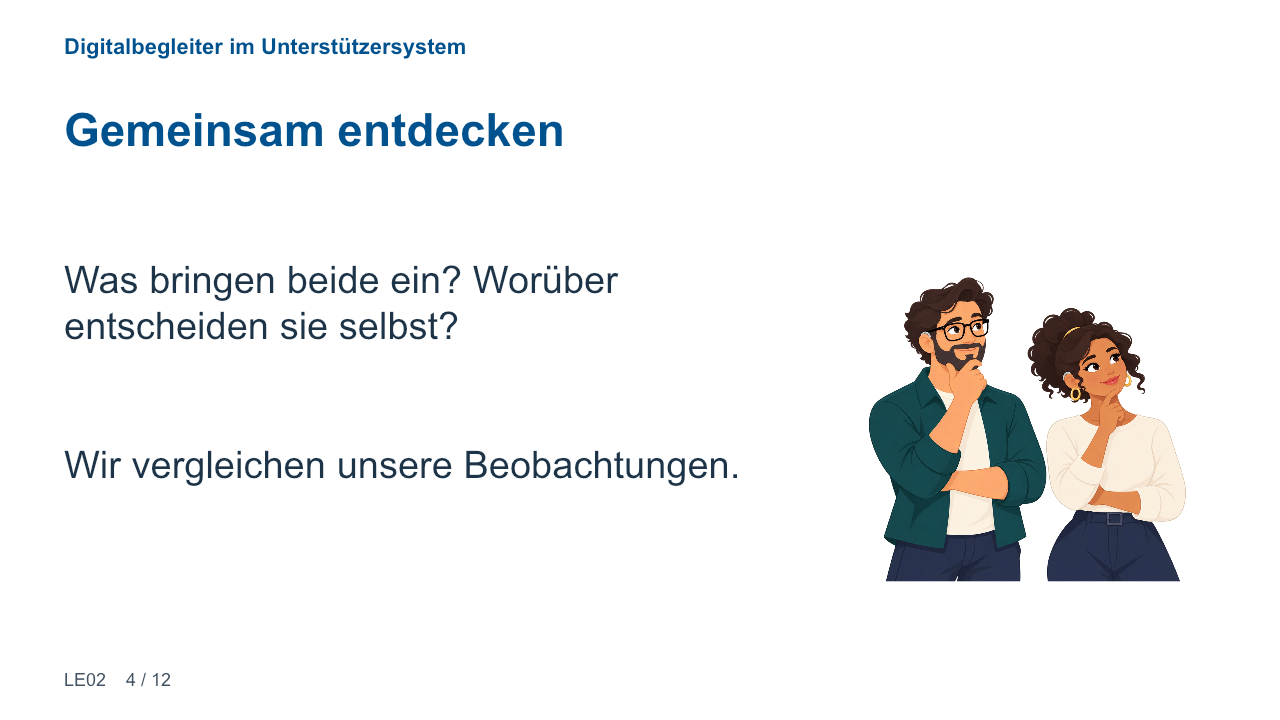 Digitalbegleiter im Unterstützersystem
Gemeinsam entdecken
Was bringen beide ein? Worüber
entscheiden sie selbst?
Wir vergleichen unsere Beobachtungen.
LE02 4 / 12